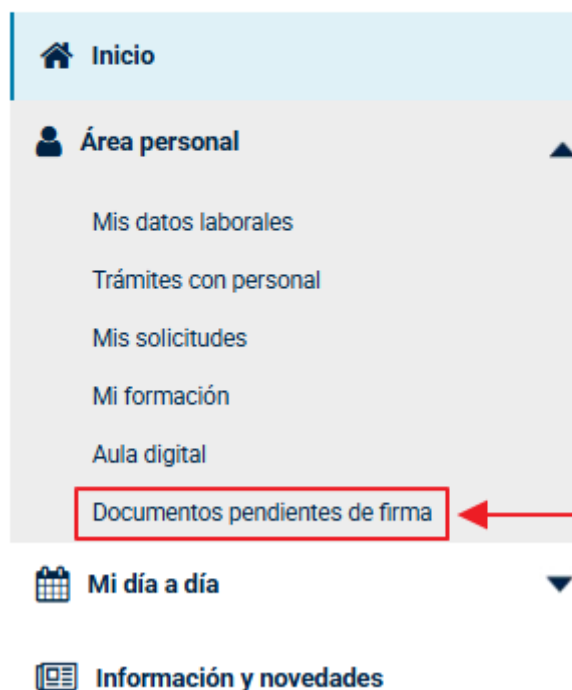 Inicio
Área personal
Mis datos laborales
Trámites con personal
Mis solicitudes
Mi formación
Aula digital
Documentos pendientes de firma
Mi día a día
Información y novedades